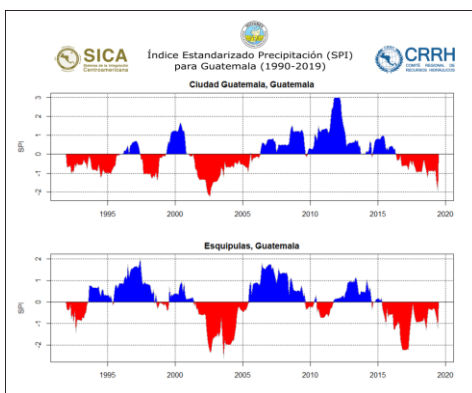 SICA
Sistema de la Integración
Centroamericana
Índice Estandarizado Precipitación (SPI)
para Guatemala (1990-2019)
CRRH
COMITÉ REGIONAL DE
RECURSOS HIDRÁULICOS
Ciudad Guatemala, Guatemala
SPI
3
2
1
0
-1
-2
1995 2000 2005 2010 2015 2020
Esquipulas, Guatemala
SPI
2
1
0
-1
-2
1995 2000 2005 2010 2015 2020